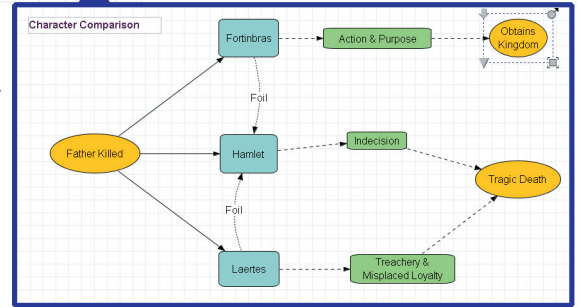 Character Comparison
Fortinbras
Action & Purpose
Obtains
Kingdom
Foil
Father Killed
Hamlet
Indecision
Tragic Death
Foil
Laertes
Treachery &
Misplaced Loyalty